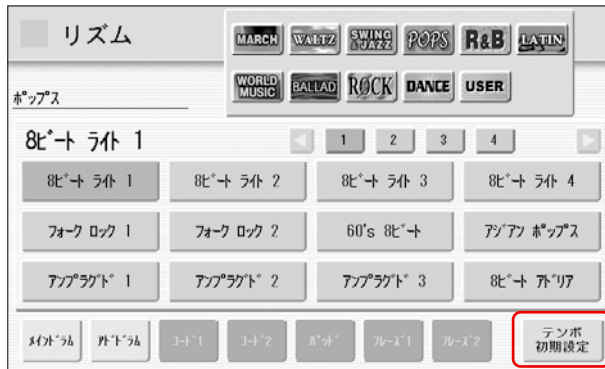 リズム
MARCH WALTZ SWING & JAZZ POPS R&B LATIN
WORLD MUSIC BALLAD ROCK DANCE USER
ポップス
8ビート ライト 1
1 2 3 4
8ビート ライト 1 8ビート ライト 2 8ビート ライト 3 8ビート ライト 4
フォーク ロック 1 フォーク ロック 2 60's 8ビート アジアン ポップス
アンプラグド 1 アンプラグド 2 アンプラグド 3 8ビート アドリア
メインドラム アドドラム コード1 コード2 パッド フレーズ1 フレーズ2 テンポ
初期設定